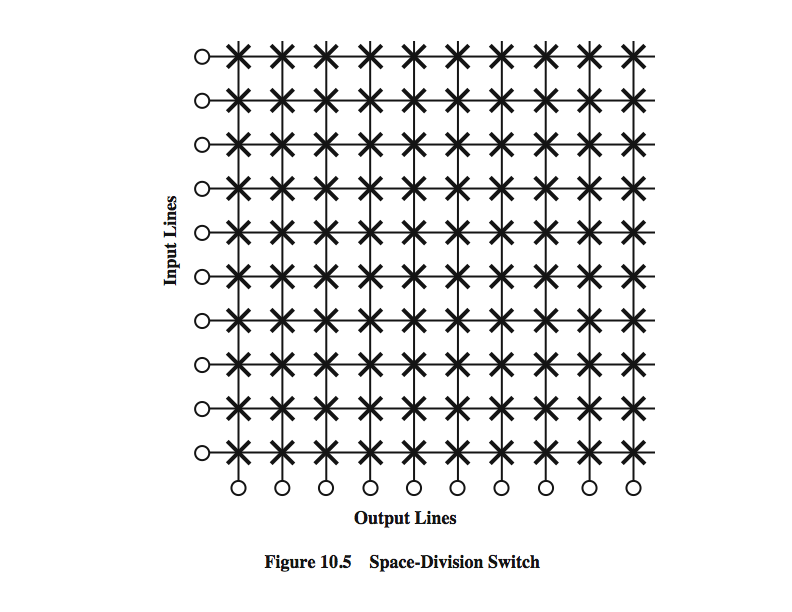 Input Lines
Output Lines
Figure 10.5 Space-Division Switch